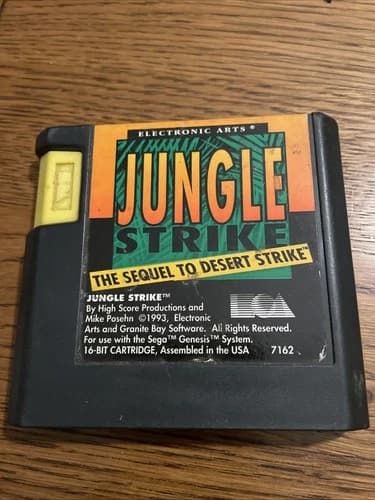 ELECTRONIC ARTS®
JUNGLE
STRIKE
THE SEQUEL TO DESERT STRIKE™
JUNGLE STRIKE™
By High Score Productions and
Mike Posehn ©1993, Electronic
Arts and Granite Bay Software. All Rights Reserved.
For use with the Sega™ Genesis™ System.
16-BIT CARTRIDGE, Assembled in the USA 7162
EA